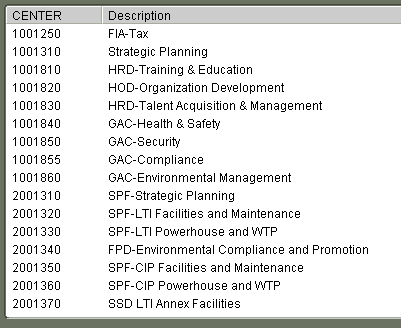 CENTER Description
1001250 FIA-Tax
1001310 Strategic Planning
1001810 HRD-Training & Education
1001820 HOD-Organization Development
1001830 HRD-Talent Acquisition & Management
1001840 GAC-Health & Safety
1001850 GAC-Security
1001855 GAC-Compliance
1001860 GAC-Environmental Management
2001310 SPF-Strategic Planning
2001320 SPF-LTI Facilities and Maintenance
2001330 SPF-LTI Powerhouse and WTP
2001340 FPD-Environmental Compliance and Promotion
2001350 SPF-CIP Facilities and Maintenance
2001360 SPF-CIP Powerhouse and WTP
2001370 SSD LTI Annex Facilities